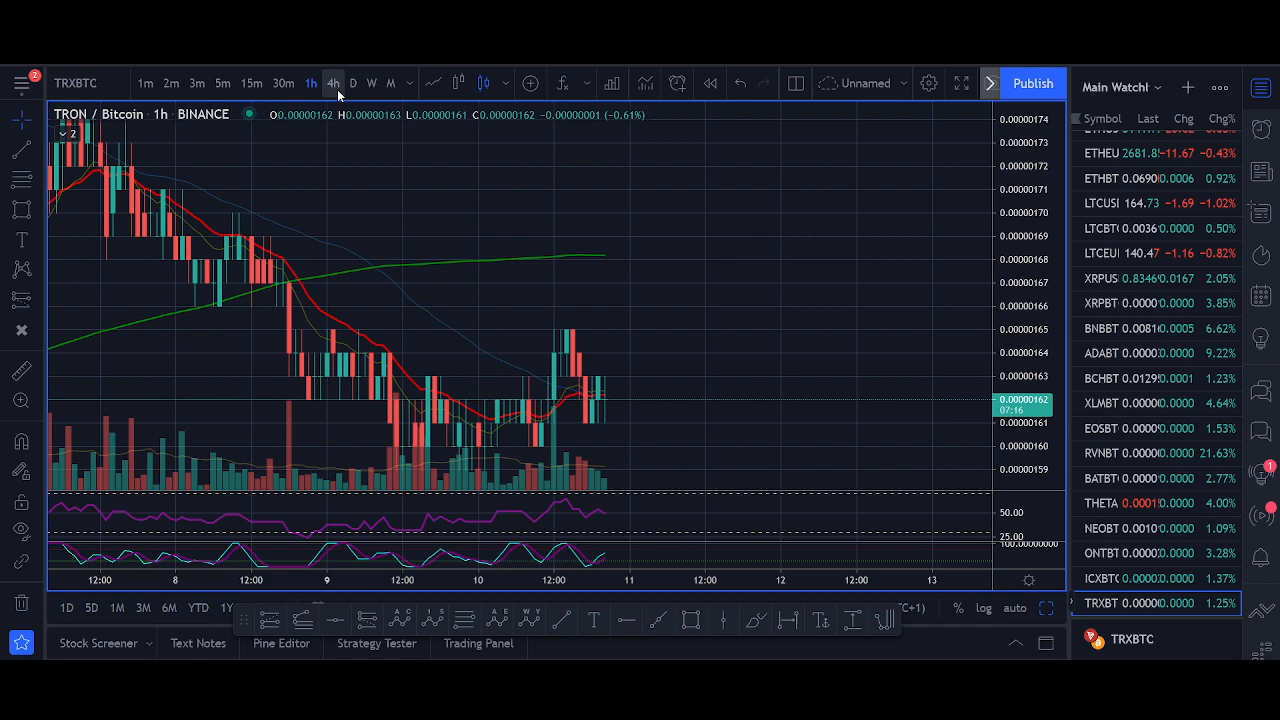 2
TRXBTC 1m 2m 3m 5m 15m 30m 1h 4h D W M Unnamed Publish
TRON / Bitcoin · 1h · BINANCE O0.00000162 H0.00000163 L0.00000161 C0.00000162 −0.00000001 (−0.61%)
2
0.00000174
0.00000173
0.00000172
0.00000171
0.00000170
0.00000169
0.00000168
0.00000167
0.00000166
0.00000165
0.00000164
0.00000163
0.00000162
07:16
0.00000161
0.00000160
0.00000159
50.00
25.00
100.00000000
12:00 8 12:00 9 12:00 10 12:00 11 12:00 12 12:00 13
1D 5D 1M 3M 6M YTD 1Y C+1) % log auto
A C 1 5 A E W Y
Stock Screener Text Notes Pine Editor Strategy Tester Trading Panel
Main Watchl
Symbol Last Chg Chg%
ETHEU 2681.8 −11.67 −0.43%
ETHBT 0.0690 0.0006 0.92%
LTCUSI 164.73 −1.69 −1.02%
LTCBT 0.0036 0.0000 0.50%
LTCEU 140.47 −1.16 −0.82%
XRPUS 0.8346 0.0167 2.05%
XRPBT 0.0000 0.0000 3.85%
BNBBT 0.0081 0.0005 6.62%
ADABT 0.0000 0.0000 9.22%
BCHBT 0.0129 0.0001 1.23%
XLMBT 0.0000 0.0000 4.64%
EOSBT 0.0000 0.0000 1.53%
RVNBT 0.0000 0.0000 21.63%
BATBT 0.0000 0.0000 2.77%
THETA 0.0001 0.0000 4.00%
NEOBT 0.0010 0.0000 1.09%
ONTBT 0.0000 0.0000 3.28%
ICXBT 0.0000 0.0000 1.37%
TRXBT 0.0000 0.0000 1.25%
TRXBTC
1